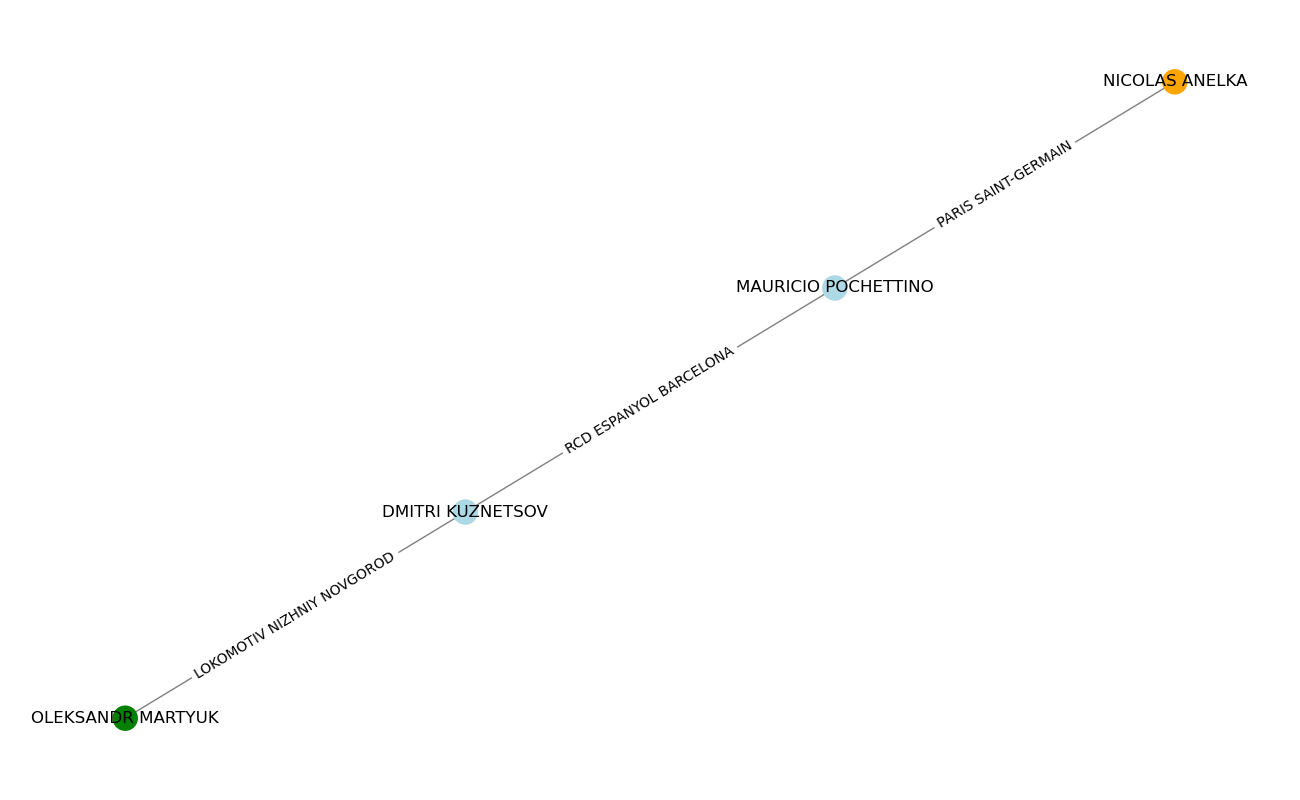 NICOLAS ANELKA
PARIS SAINT-GERMAIN
MAURICIO POCHETTINO
RCD ESPANYOL BARCELONA
DMITRI KUZNETSOV
LOKOMOTIV NIZHNIY NOVGOROD
OLEKSANDR MARTYUK